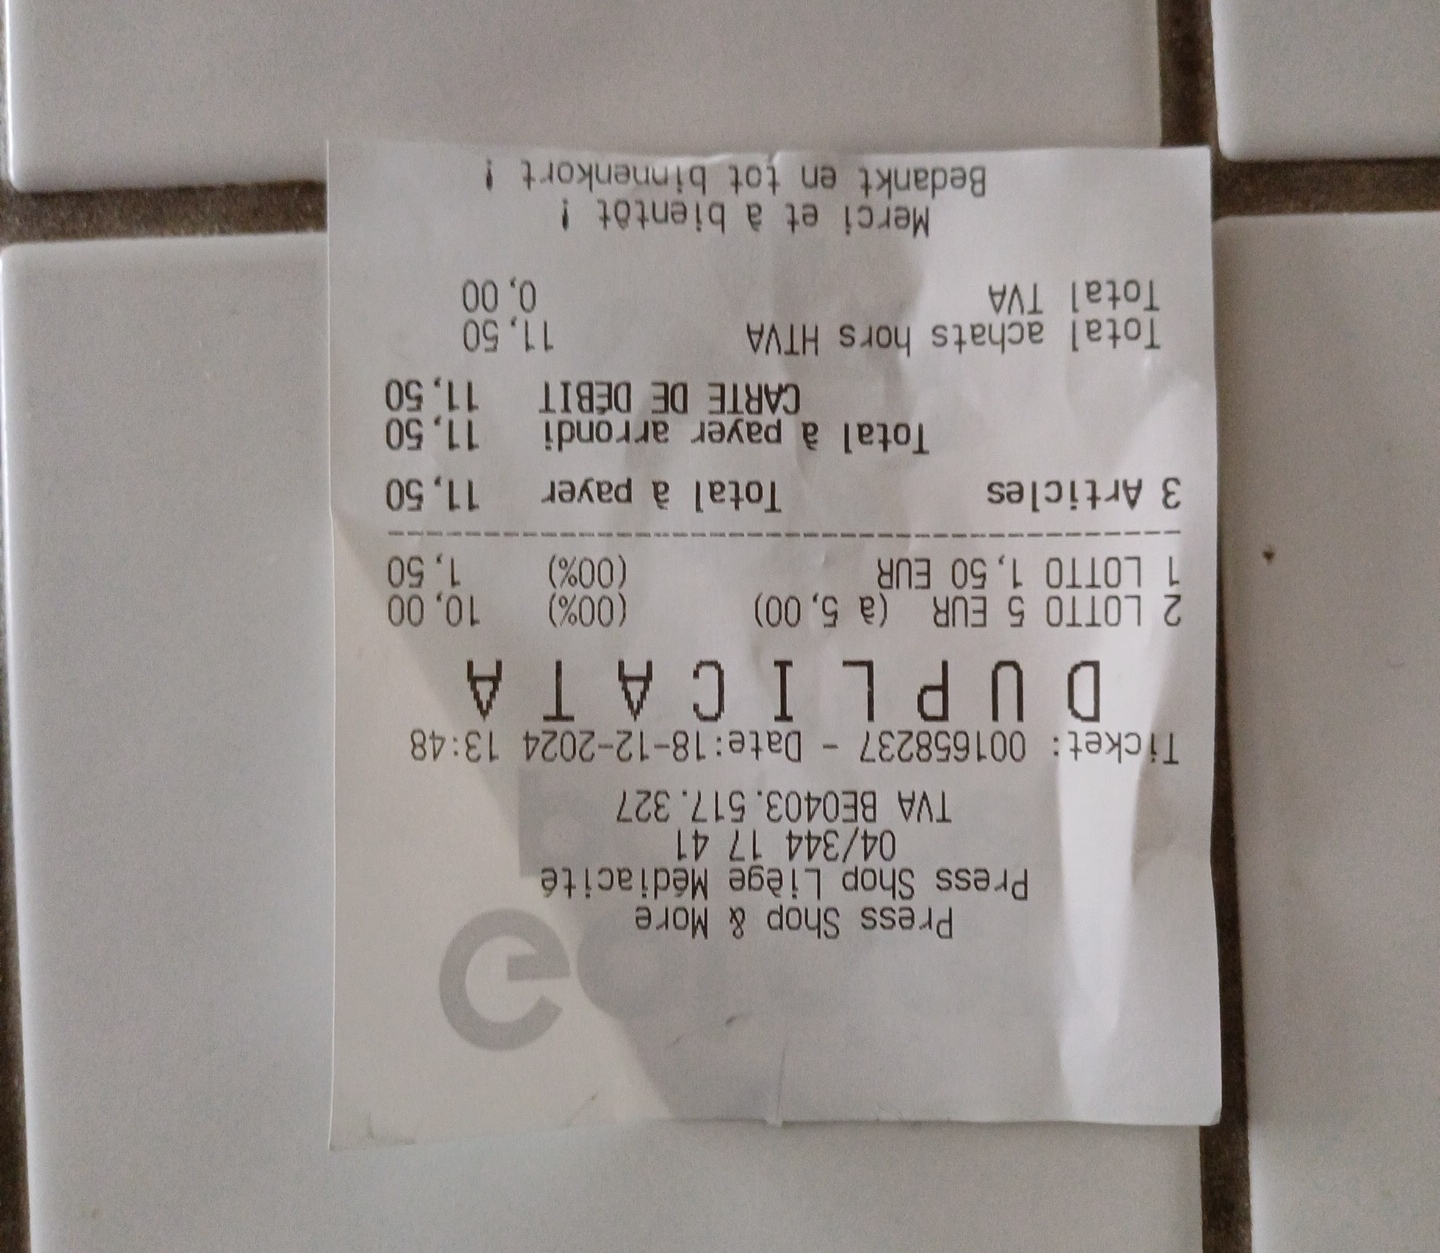 Press Shop & More
Press Shop Liège Médiacité
04/344 17 41
TVA BE0403.517.327
Ticket: 001658237 - Date:18-12-2024 13:48
D U P L I C A T A
2 LOTTO 5 EUR (à 5,00) (00%) 10,00
1 LOTTO 1,50 EUR (00%) 1,50
3 Articles Total à payer 11,50
Total à payer arrondi 11,50
CARTE DE DÉBIT 11,50
Total achats hors HTVA 11,50
Total TVA 0,00
Merci et à bientôt !
Bedankt en tot binnenkort !